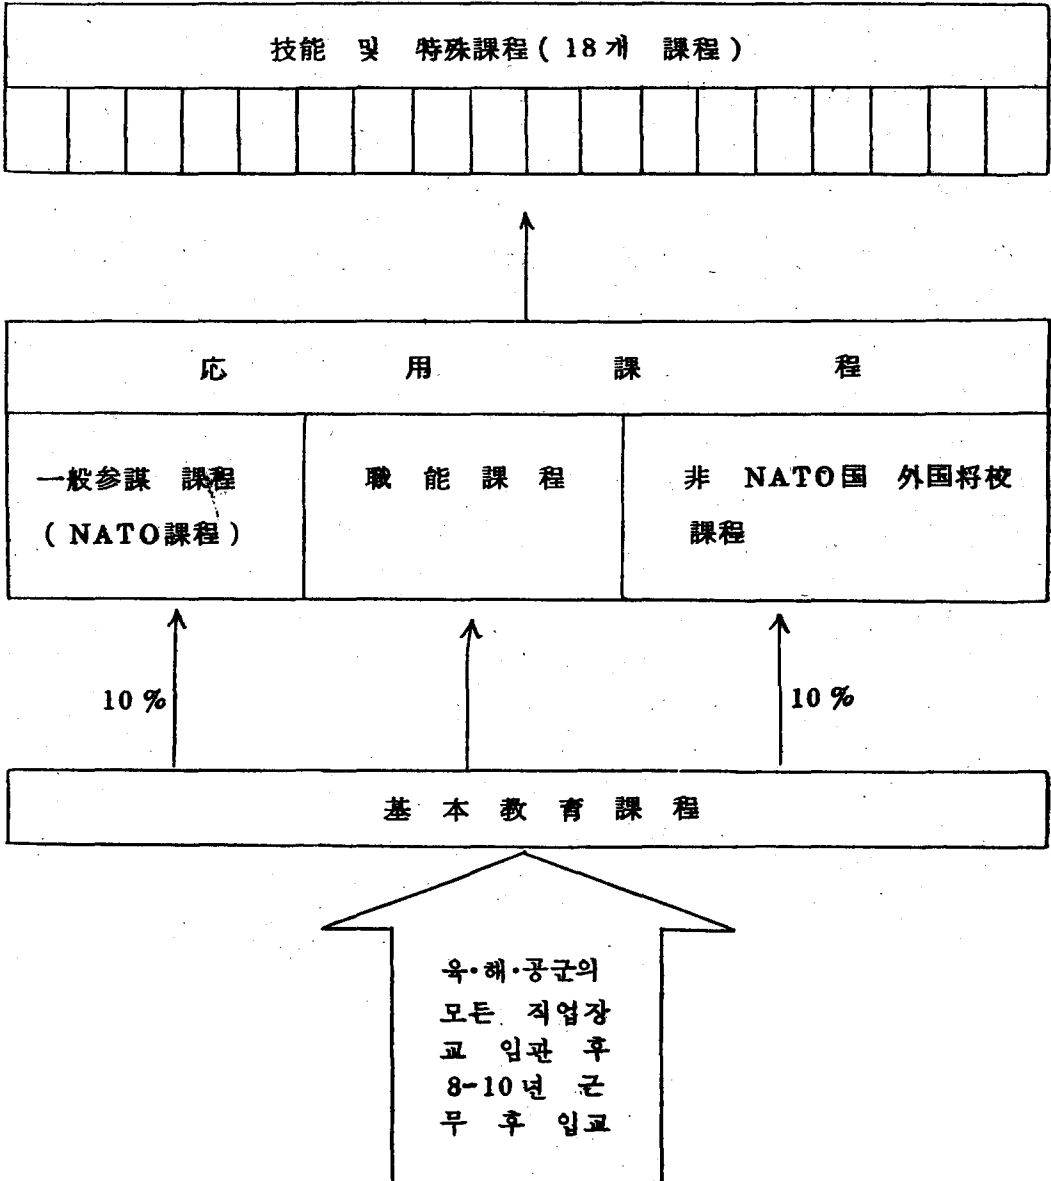 技能 및 特殊課程 ( 18개 課程 )
応 用 課 程
一般参謀 課程
( NATO課程 )
職 能 課 程
非 NATO国 外国将校
課程
10 %
10 %
基 本 教 育 課 程
육·해·공군의
모든 직업장
교 임관 후
8-10년 근
무 후 입교